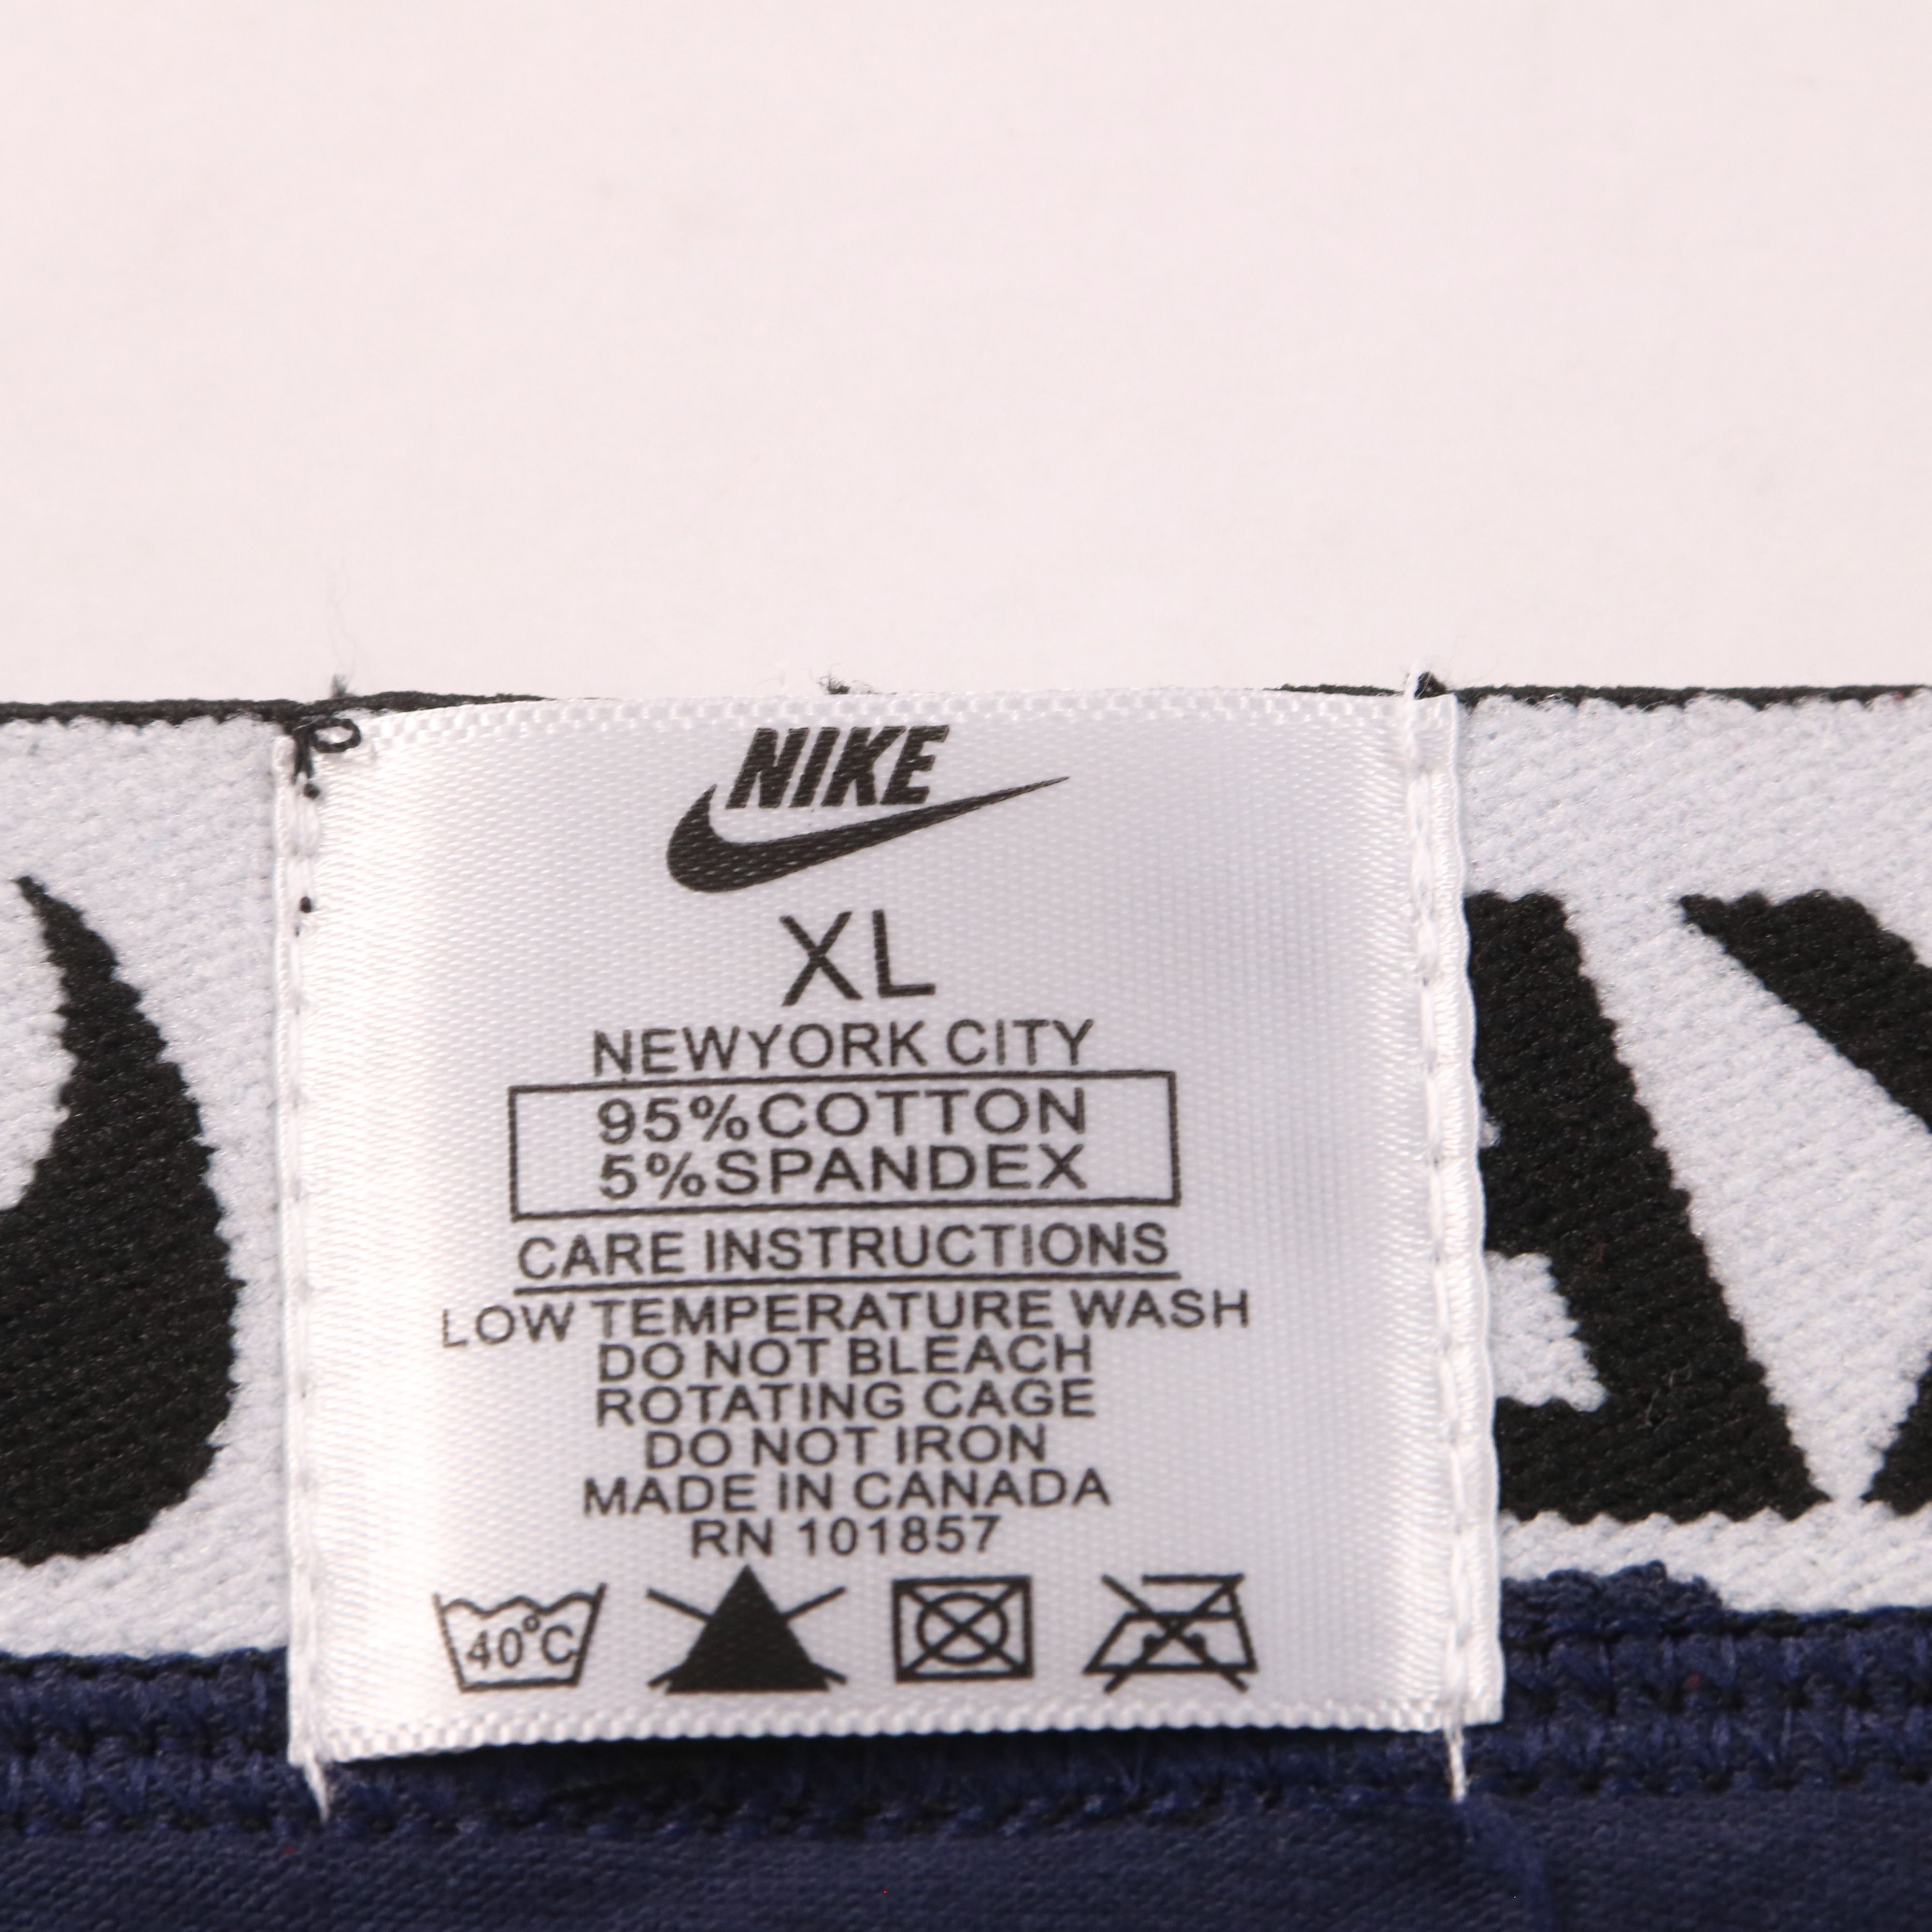 NIKE
XL
NEWYORK CITY
95%COTTON
5%SPANDEX
CARE INSTRUCTIONS
LOW TEMPERATURE WASH
DO NOT BLEACH
ROTATING CAGE
DO NOT IRON
MADE IN CANADA
RN 101857
40°C